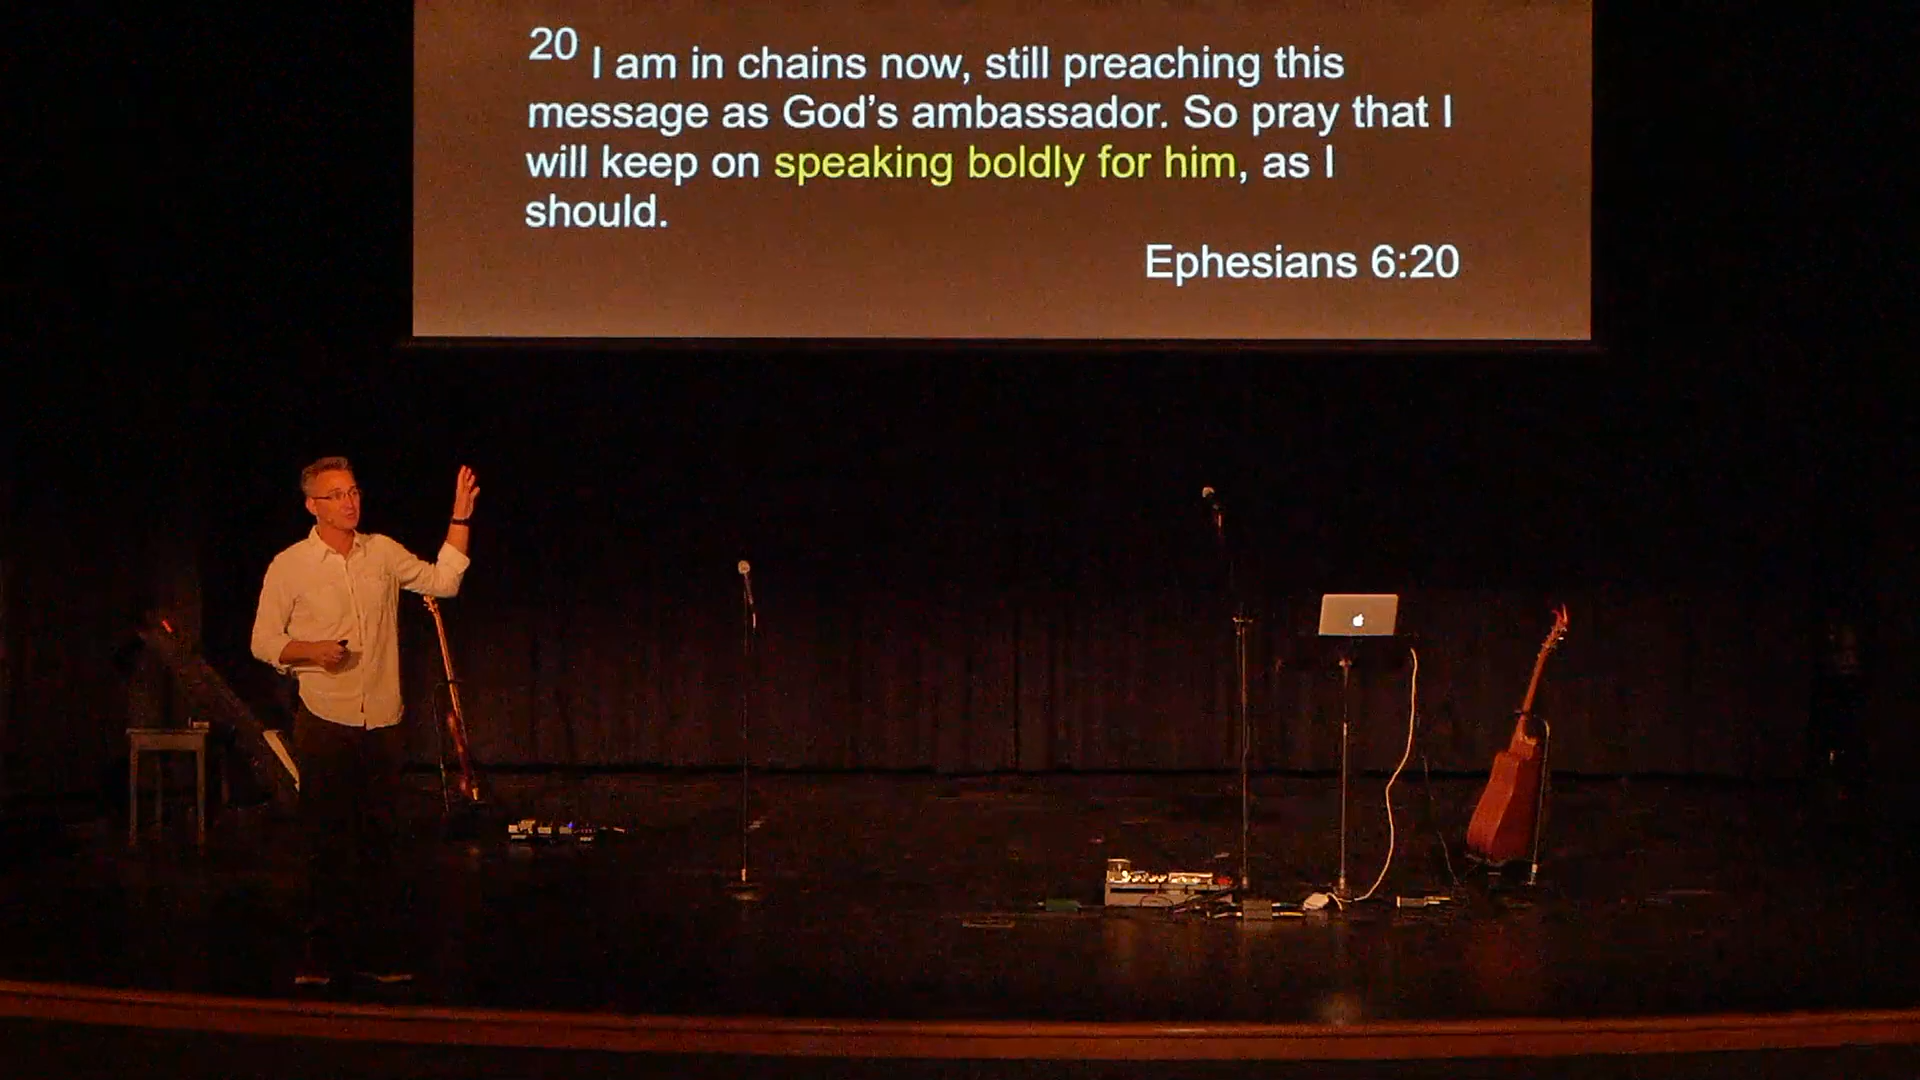 20 I am in chains now, still preaching this
message as God’s ambassador. So pray that I
will keep on speaking boldly for him, as I
should.
Ephesians 6:20